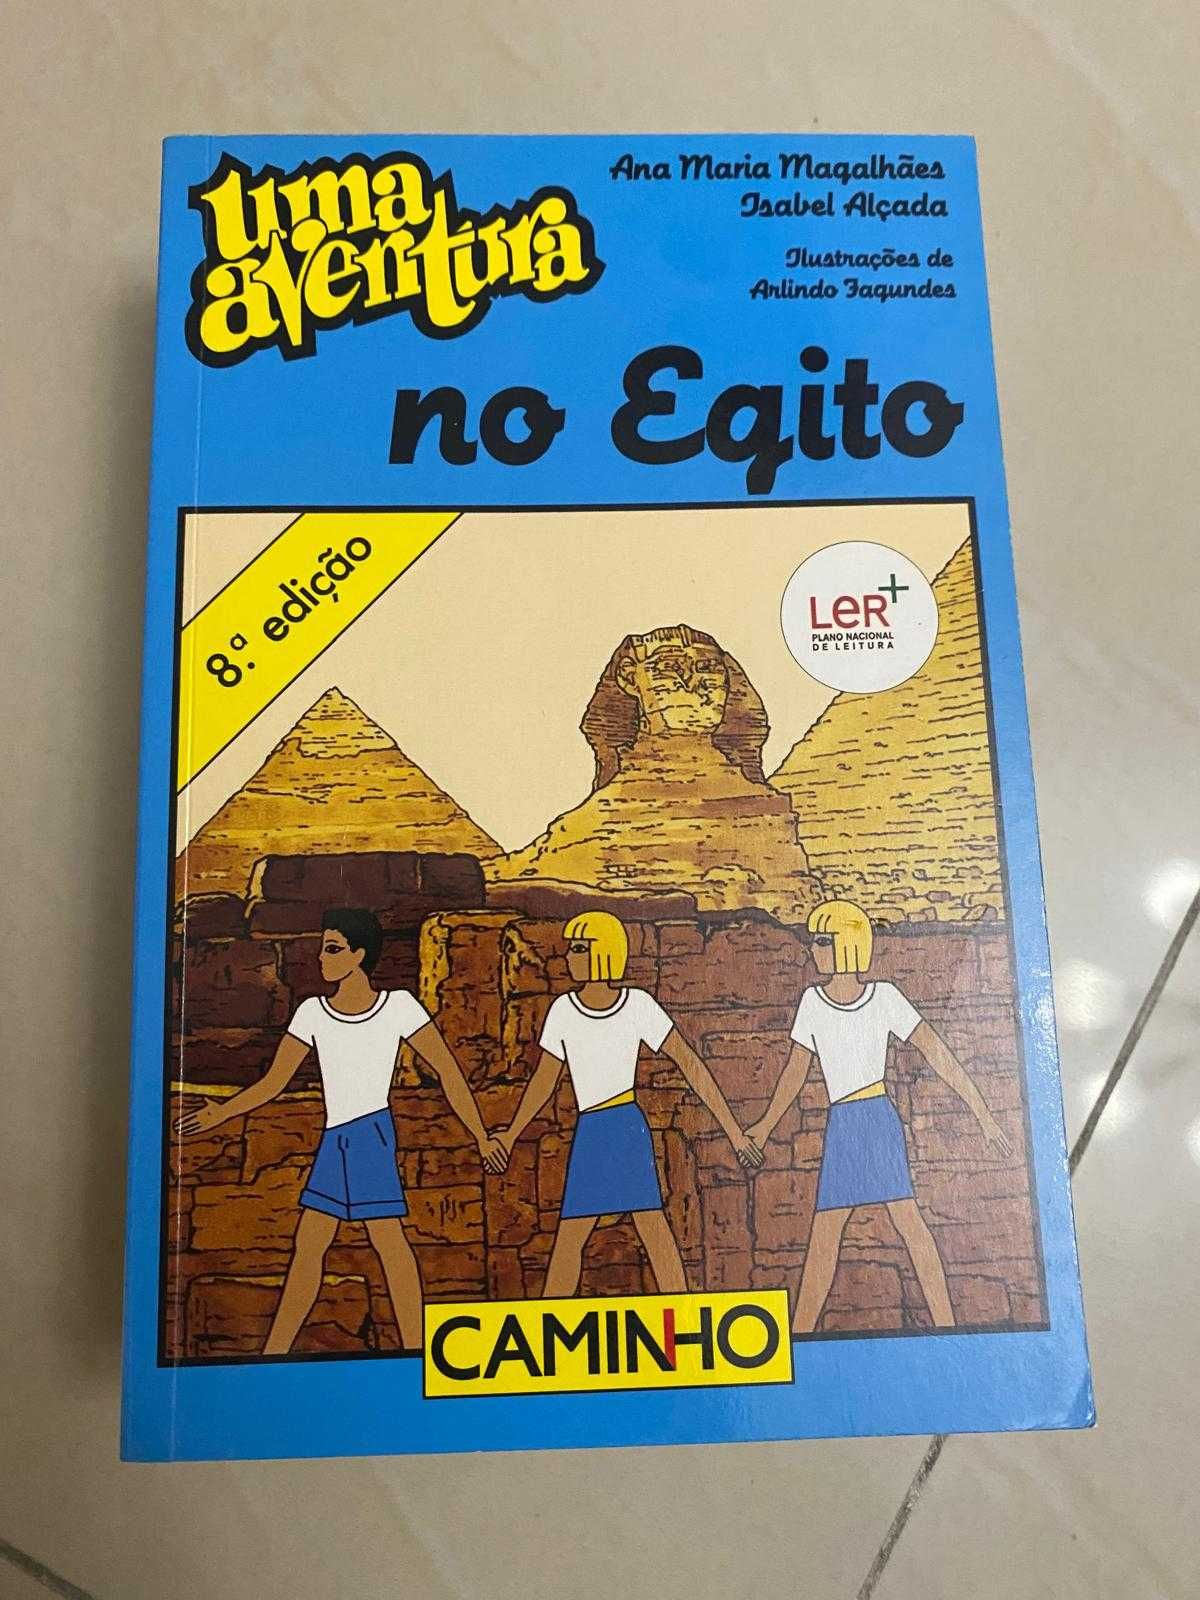 uma
aventura
Ana Maria Magalhães
Isabel Alçada
Ilustrações de
Arlindo Fagundes
no Egito
8.ª edição
LeR+
PLANO NACIONAL
DE LEITURA
CAMINHO